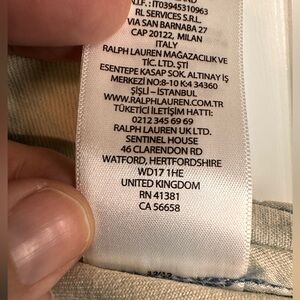 N.I.F.: IT03945310963
RL SERVICES S.R.L.
VIA SAN BARNABA 27
CAP 20122, MILAN
ITALY
RALPH LAUREN MAĞAZACILIK VE
TİC. LTD. ŞTİ
ESENTEPE KASAP SOK. ALTINAY İŞ
MERKEZİ NO:8-10 K:4 34360
ŞİŞLİ – İSTANBUL
WWW.RALPHLAUREN.COM.TR
TÜKETİCİ İLETİŞİM HATTI:
0212 345 69 69
RALPH LAUREN UK LTD.
SENTINEL HOUSE
46 CLARENDON RD
WATFORD, HERTFORDSHIRE
WD17 1HE
UNITED KINGDOM
RN 41381
CA 56658